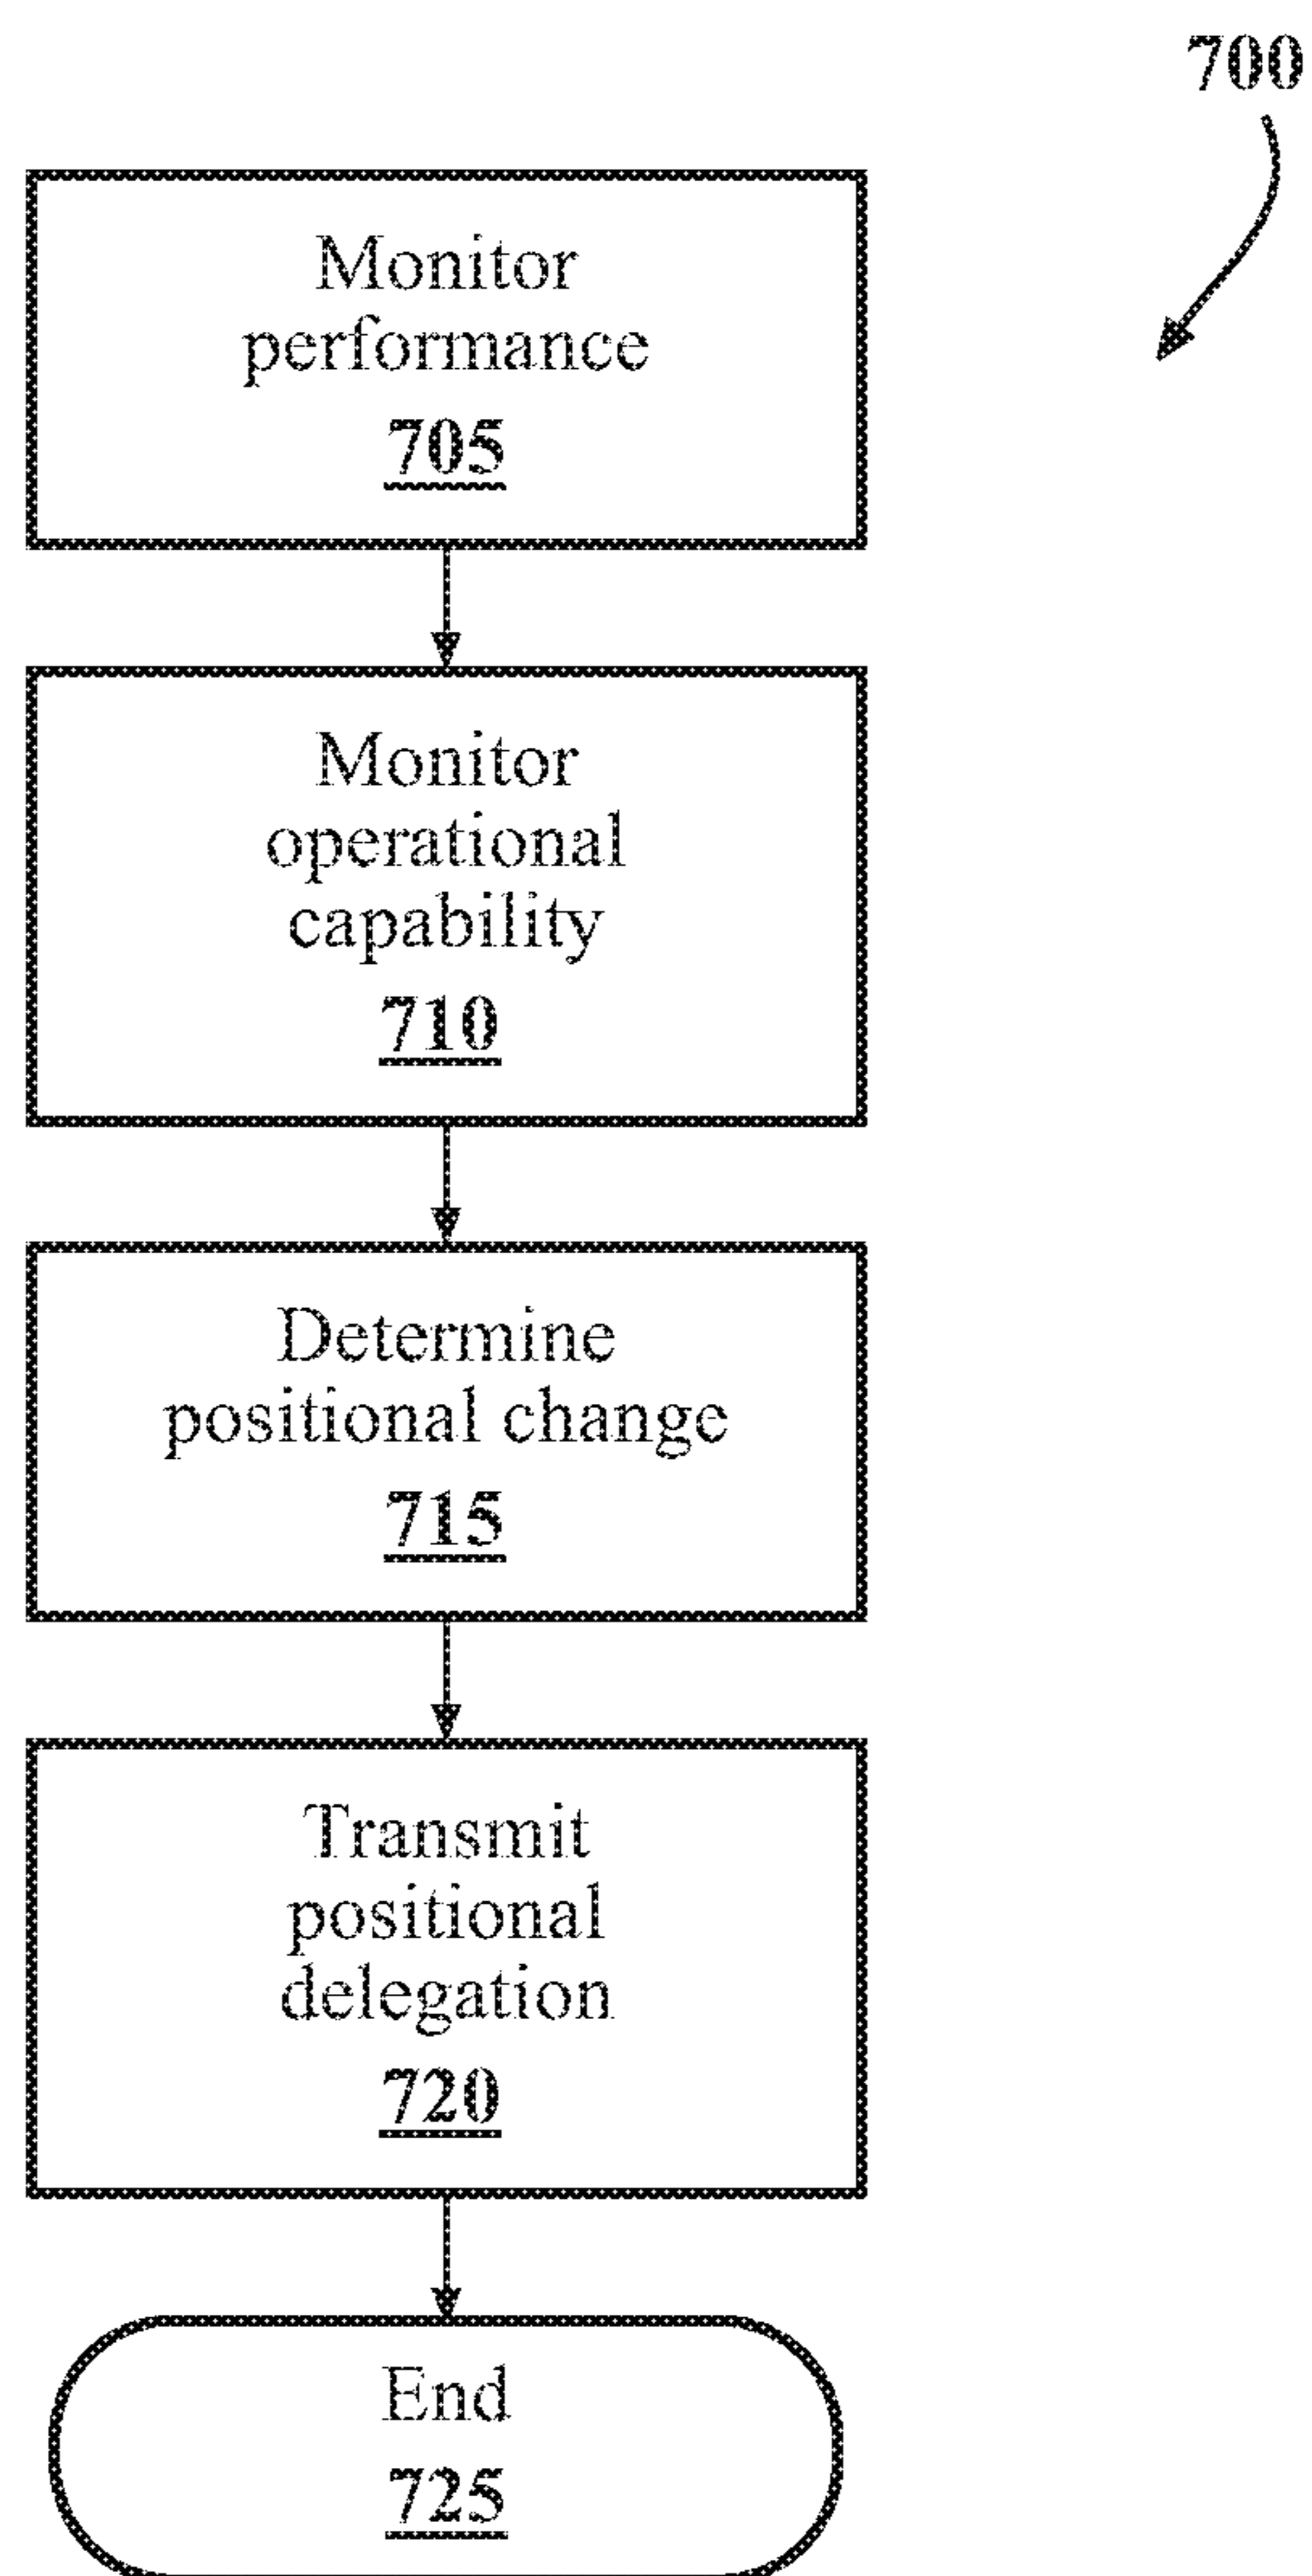 700
Monitor
performance
705
Monitor
operational
capability
710
Determine
positional change
715
Transmit
positional
delegation
720
End
725